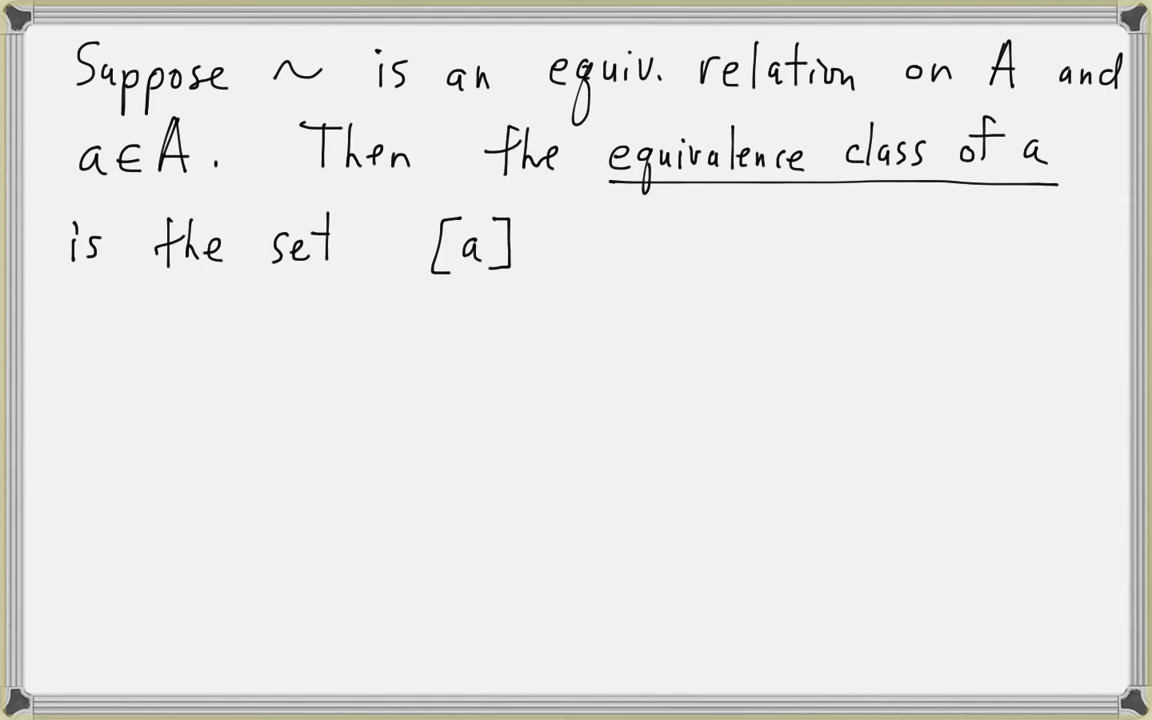 Suppose ~ is an equiv. relation on A and
a∈A. Then the equivalence class of a
is the set [a]